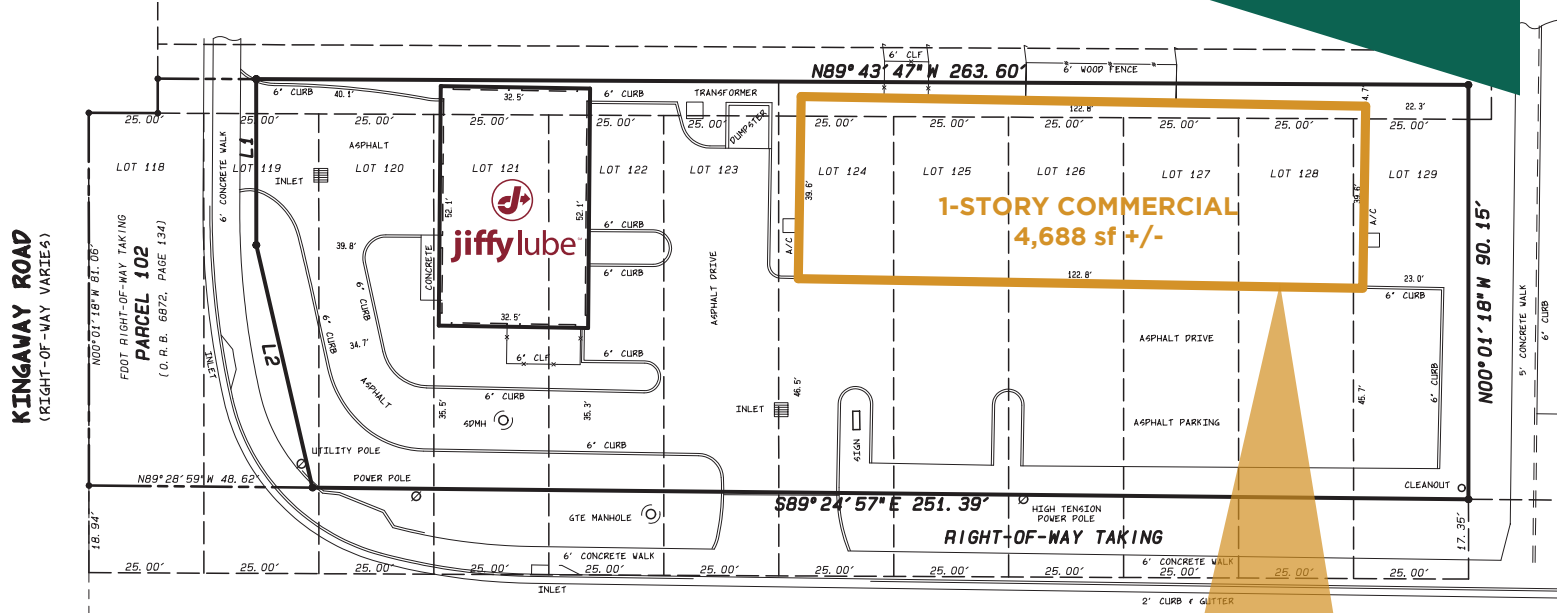 6' CLF
N89° 43' 47" W 263.60'
6' WOOD FENCE
6" CURB
40.1'
32.5'
6" CURB
TRANSFORMER
DUMPSTER
122.8'
4.7'
22.3'
25.00'
25.00'
25.00'
25.00'
25.00'
25.00'
25.00'
25.00'
25.00'
25.00'
25.00'
25.00'
ASPHALT
LOT 118
LOT 119
LOT 120
LOT 121
LOT 122
LOT 123
LOT 124
LOT 125
LOT 126
LOT 127
LOT 128
LOT 129
L1
INLET
6' CONCRETE WALK
52.1'
52.1'
39.6'
39.6'
jiffylube
1-STORY COMMERCIAL
4,688 sf +/-
A/C
A/C
KINGAWAY ROAD
(RIGHT-OF-WAY VARIES)
N00°01'18"W 81.06'
FDOT RIGHT-OF-WAY TAKING
PARCEL 102
(O.R.B. 6872, PAGE 134)
39.8'
CONCRETE
6" CURB
6" CURB
122.8'
23.0'
6" CURB
N00°01'18"W 90.15'
5' CONCRETE WALK
6" CURB
ASPHALT DRIVE
6" CURB
6" CURB
32.5'
34.7'
6' CLF
6" CURB
ASPHALT DRIVE
INLET
L2
ASPHALT
6" CURB
35.5'
35.3'
46.5'
45.7'
6" CURB
SDMH
INLET
SIGN
ASPHALT PARKING
UTILITY POLE
6" CURB
N89°28'59"W 48.62'
POWER POLE
CLEANOUT
S89°24'57"E 251.39'
HIGH TENSION
POWER POLE
GTE MANHOLE
18.94'
RIGHT-OF-WAY TAKING
17.35'
6' CONCRETE WALK
6' CONCRETE WALK
25.00'
25.00'
25.00'
25.00'
25.00'
25.00'
25.00'
25.00'
25.00'
25.00'
25.00'
25.00'
INLET
2' CURB & GUTTER